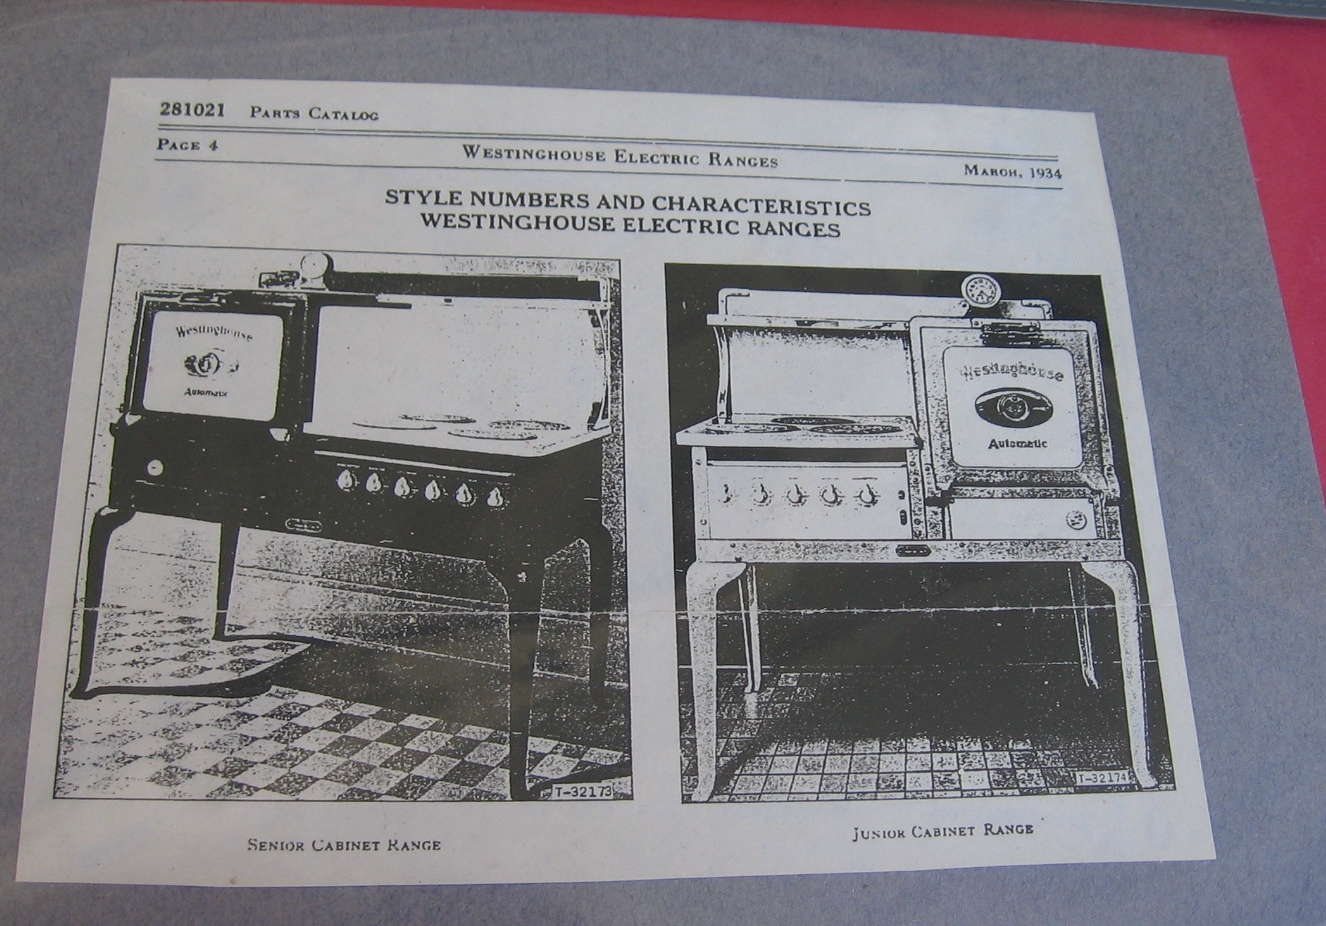 281021 PARTS CATALOG
PAGE 4
WESTINGHOUSE ELECTRIC RANGES
MARCH, 1934
STYLE NUMBERS AND CHARACTERISTICS
WESTINGHOUSE ELECTRIC RANGES
Westinghouse
Automatic
T-32173
Westinghouse
Automatic
T-32174
SENIOR CABINET RANGE
JUNIOR CABINET RANGE